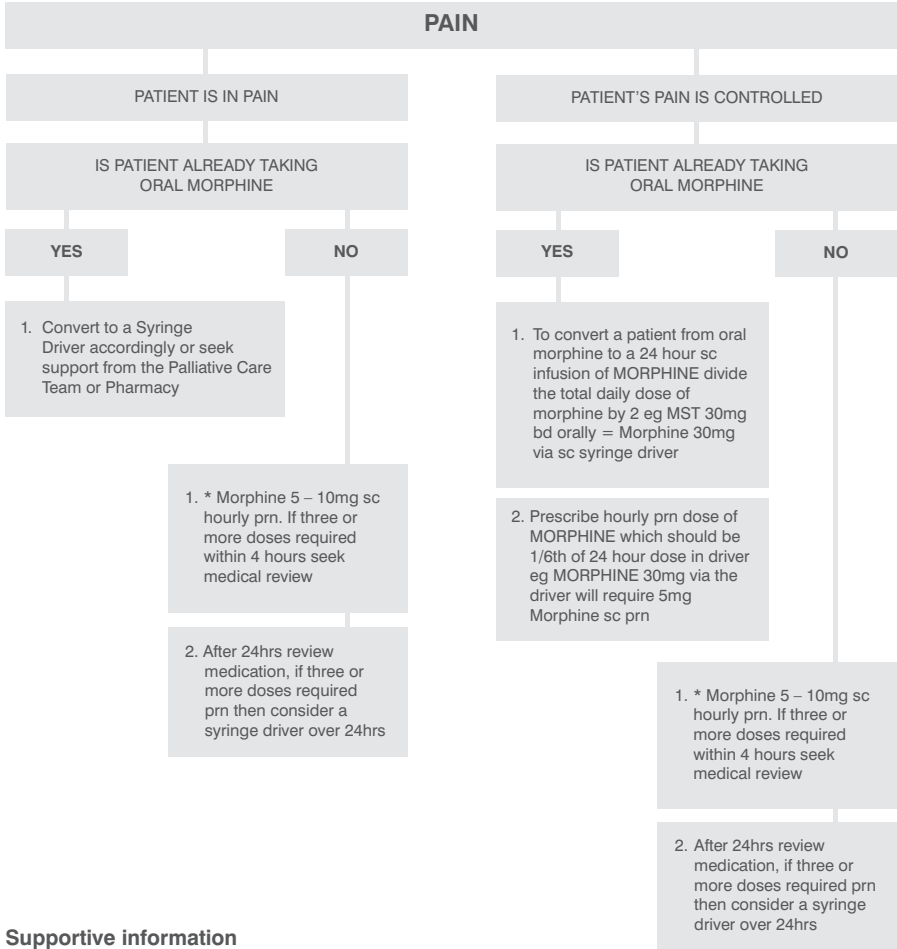 PAIN
PATIENT IS IN PAIN
IS PATIENT ALREADY TAKING
ORAL MORPHINE
YES
NO
1. Convert to a Syringe
Driver accordingly or seek
support from the Palliative Care
Team or Pharmacy
1. * Morphine 5 – 10mg sc
hourly prn. If three or
more doses required
within 4 hours seek
medical review
2. After 24hrs review
medication, if three or
more doses required
prn then consider a
syringe driver over 24hrs
PATIENT'S PAIN IS CONTROLLED
IS PATIENT ALREADY TAKING
ORAL MORPHINE
YES
NO
1. To convert a patient from oral
morphine to a 24 hour sc
infusion of MORPHINE divide
the total daily dose of
morphine by 2 eg MST 30mg
bd orally = Morphine 30mg
via sc syringe driver
2. Prescribe hourly prn dose of
MORPHINE which should be
1/6th of 24 hour dose in driver
eg MORPHINE 30mg via the
driver will require 5mg
Morphine sc prn
1. * Morphine 5 – 10mg sc
hourly prn. If three or
more doses required
within 4 hours seek
medical review
2. After 24hrs review
medication, if three or
more doses required prn
then consider a syringe
driver over 24hrs
Supportive information